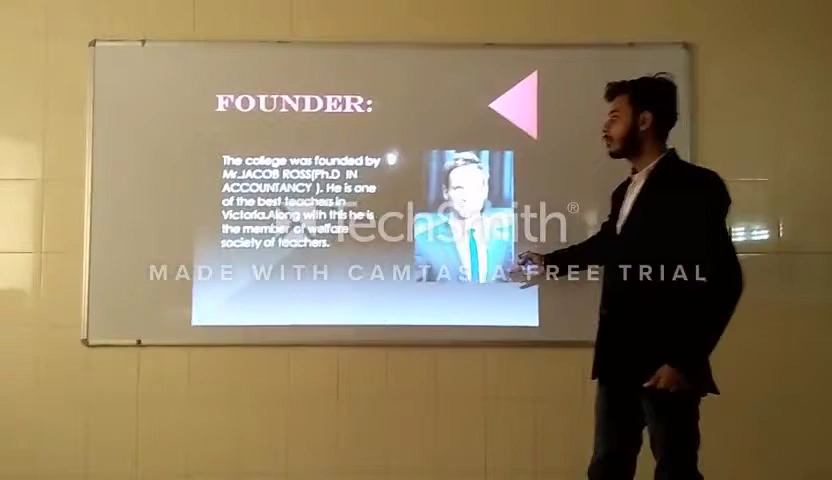 FOUNDER:
The college was founded by
Mr.JACOB ROSS(Ph.D IN
ACCOUNTANCY ). He is one
of the best teachers in
Victoria.Along with this he is
the member of welfare
society of teachers.
TechSmith®
MADE WITH CAMTASIA FREE TRIAL